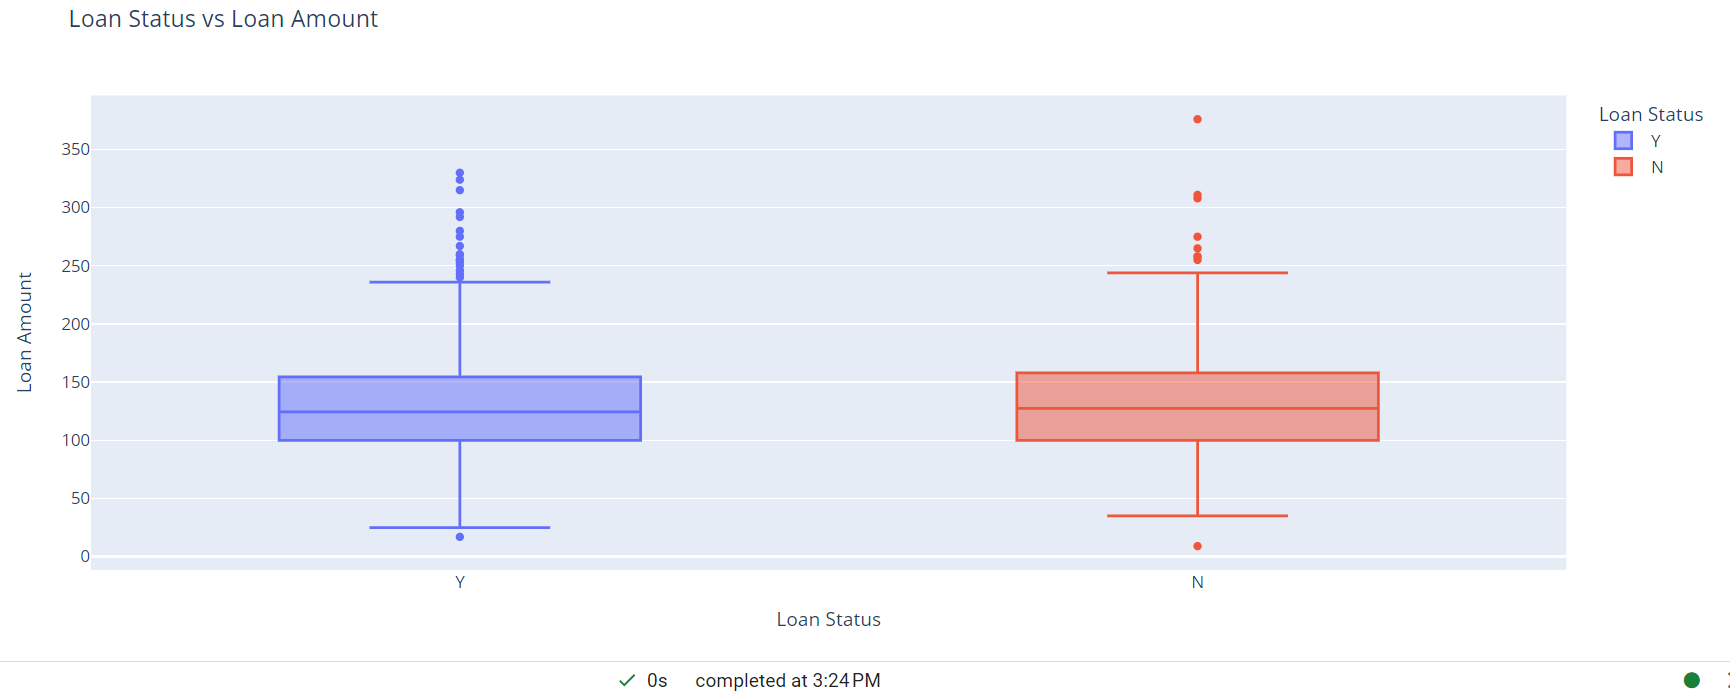 Loan Status vs Loan Amount
Loan Amount
350
300
250
200
150
100
50
0
Y
N
Loan Status
Loan Status
Y
N
0s completed at 3:24 PM